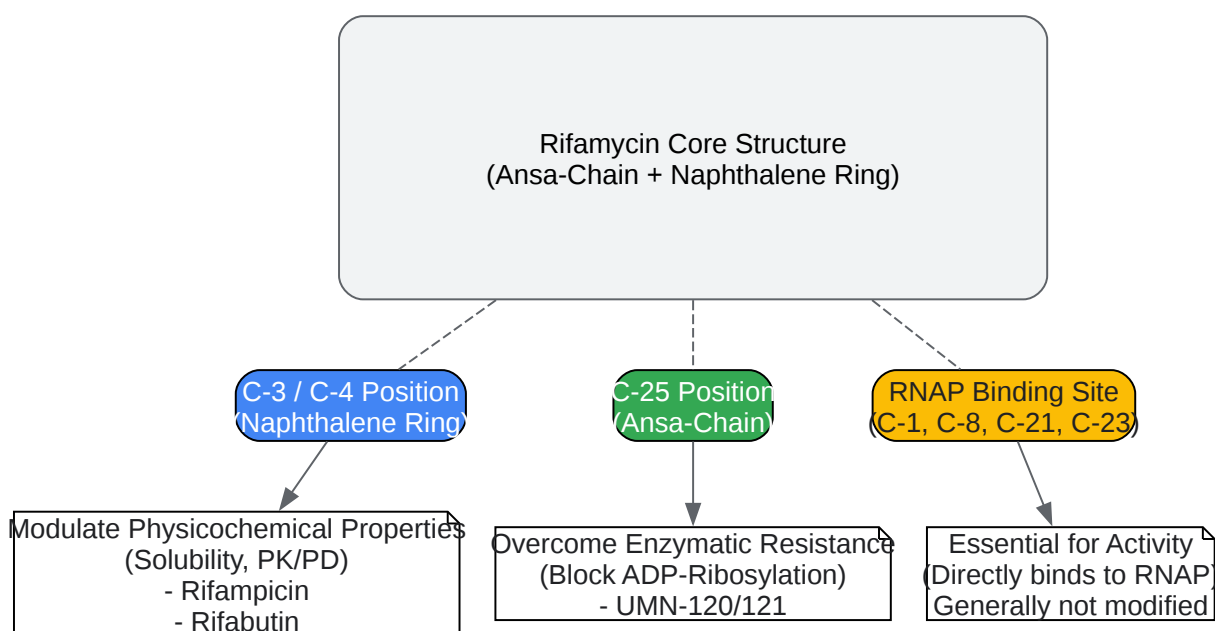 Rifamycin Core Structure
(Ansa-Chain + Naphthalene Ring)
C-3 / C-4 Position
(Naphthalene Ring)
C-25 Position
(Ansa-Chain)
RNAP Binding Site
(C-1, C-8, C-21, C-23)
Modulate Physicochemical Properties
(Solubility, PK/PD)
- Rifampicin
- Rifabutin
Overcome Enzymatic Resistance
(Block ADP-Ribosylation)
- UMN-120/121
Essential for Activity
(Directly binds to RNAP)
Generally not modified